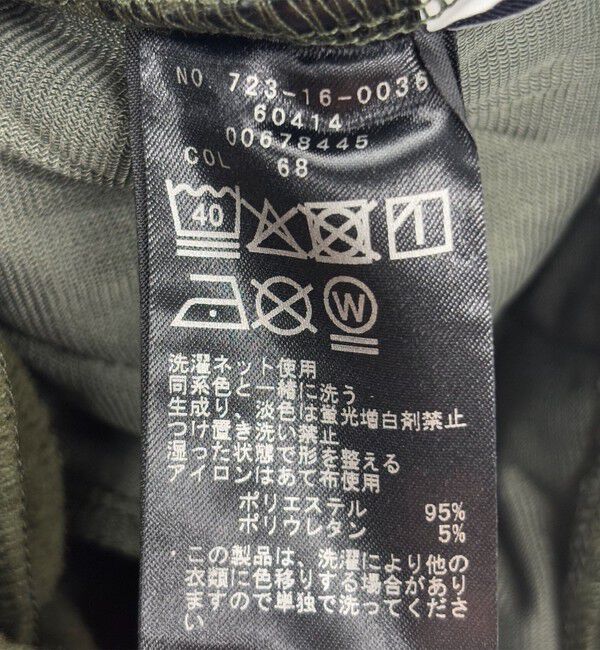 NO. 723-16-0036
60414
00678445
COL 68
40
W
洗濯ネット使用
同系色と一緒に洗う
生成り．淡色は蛍光増白剤禁止
つけ置き洗い禁止
湿った状態で形を整える
アイロンはあて布使用
ポリエステル 95%
ポリウレタン 5%
・この製品は、洗濯により他の
衣類に色移りする場合があり
ますので単独で洗ってくださ
い